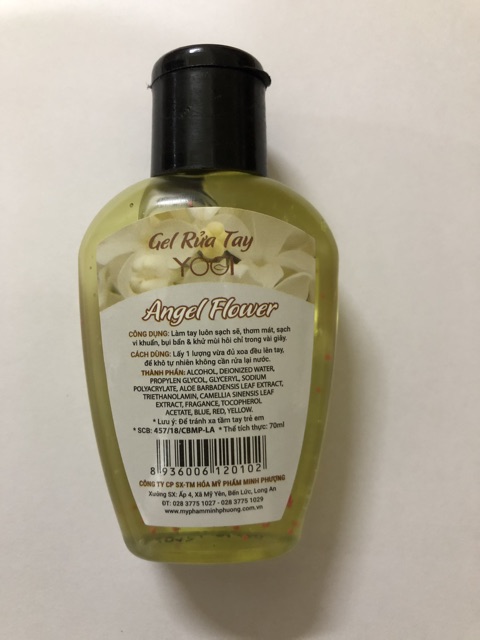 Gel Rửa Tay
YOGI
Angel Flower
CÔNG DỤNG: Làm tay luôn sạch sẽ, thơm mát, sạch
vi khuẩn, bụi bẩn & khử mùi hôi chỉ trong vài giây.
CÁCH DÙNG: Lấy 1 lượng vừa đủ xoa đều lên tay,
để khô tự nhiên không cần rửa lại nước.
THÀNH PHẦN: ALCOHOL, DEIONIZED WATER,
PROPYLEN GLYCOL, GLYCERYL, SODIUM
POLYACRYLATE, ALOE BARBADENSIS LEAF EXTRACT,
TRIETHANOLAMIN, CAMELLIA SINENSIS LEAF
EXTRACT, FRAGANCE, TOCOPHEROL
ACETATE, BLUE, RED, YELLOW.
* Lưu ý: Để tránh xa tầm tay trẻ em
* SCB: 457/18/CBMP-LA * Thể tích thực: 70ml
8 936006 120102
CÔNG TY CP SX-TM HÓA MỸ PHẨM MINH PHƯỢNG
Xưởng SX: Ấp 4, Xã Mỹ Yên, Bến Lức, Long An
ĐT: 028 3775 1027 - 028 3775 1029
www.myphamminhphuong.com.vn